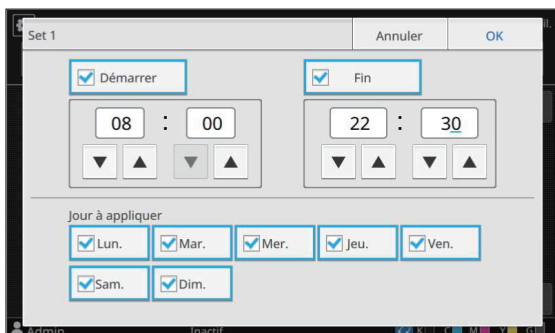 Set 1 Annuler OK
Démarrer Fin
08 : 00 22 : 30
Jour à appliquer
Lun. Mar. Mer. Jeu. Ven.
Sam. Dim.
Admin Inactif K C M Y G